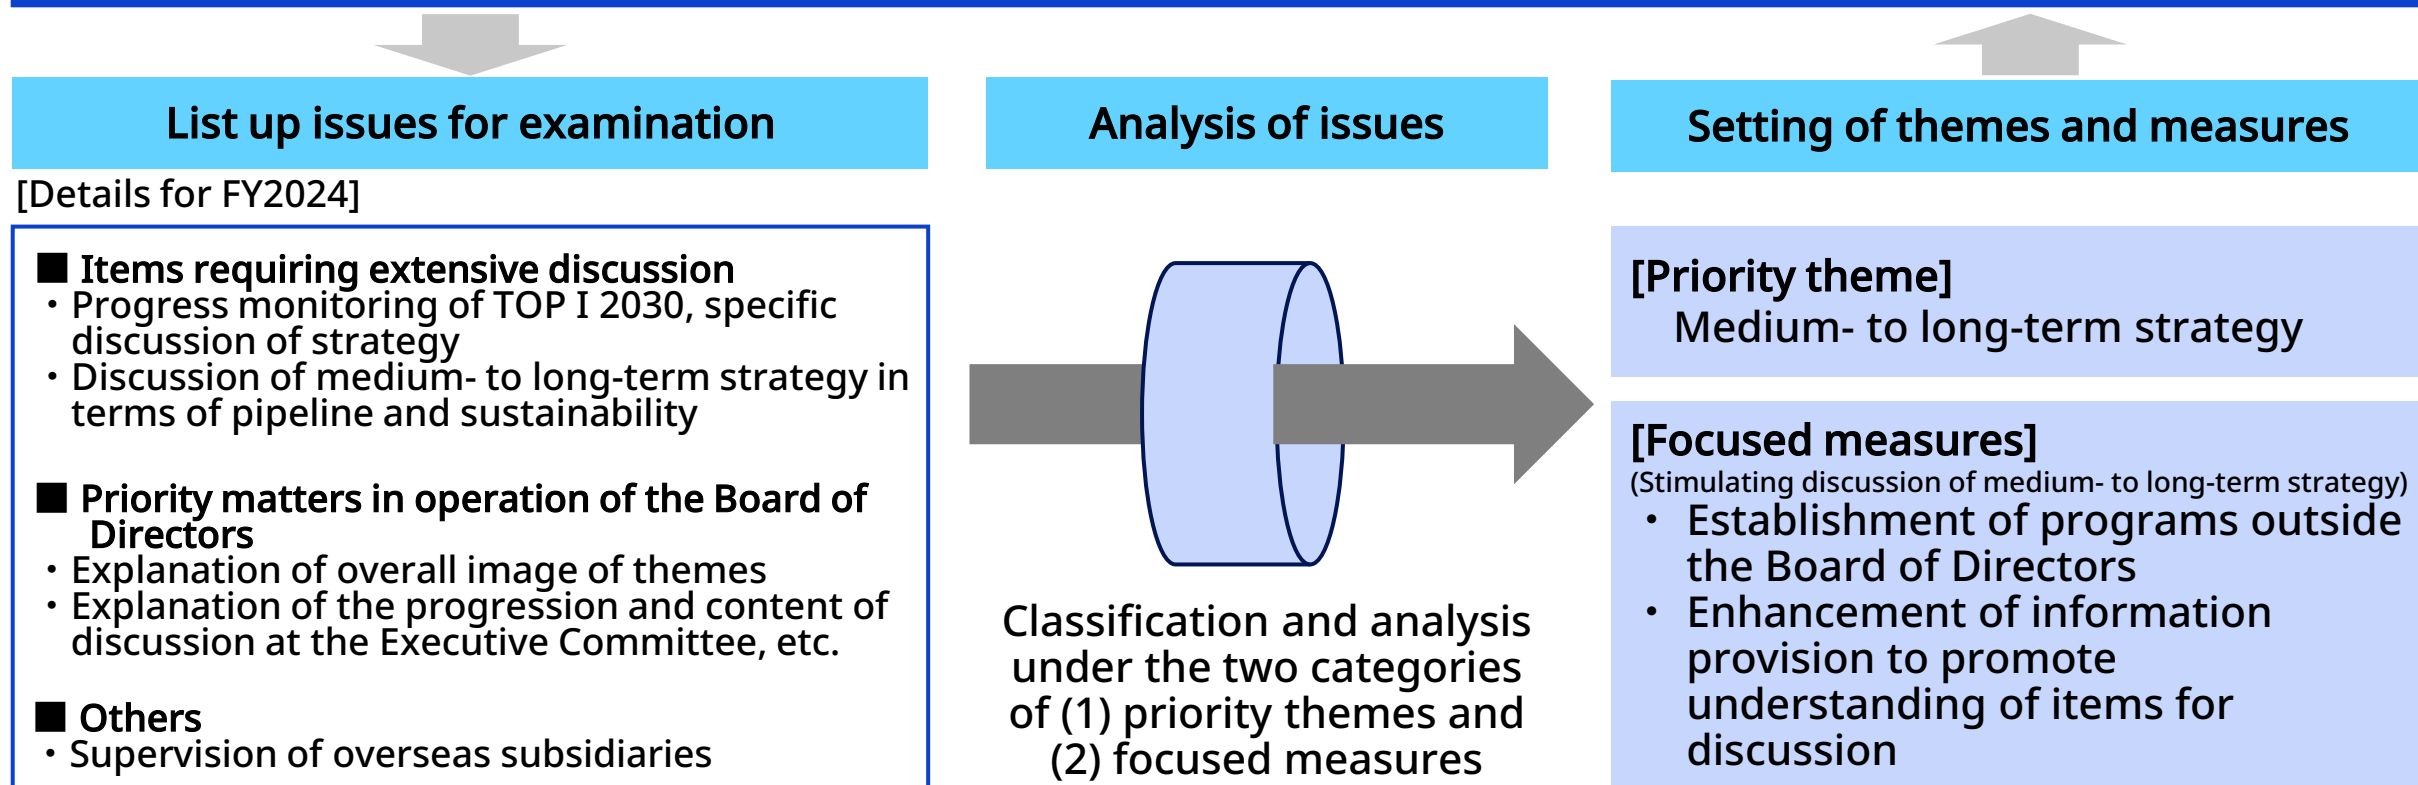 List up issues for examination
[Details for FY2024]
■ Items requiring extensive discussion
・Progress monitoring of TOP I 2030, specific
discussion of strategy
・Discussion of medium- to long-term strategy in
terms of pipeline and sustainability
■ Priority matters in operation of the Board of
Directors
・Explanation of overall image of themes
・Explanation of the progression and content of
discussion at the Executive Committee, etc.
■ Others
・Supervision of overseas subsidiaries
Analysis of issues
Classification and analysis
under the two categories
of (1) priority themes and
(2) focused measures
Setting of themes and measures
[Priority theme]
Medium- to long-term strategy
[Focused measures]
(Stimulating discussion of medium- to long-term strategy)
・ Establishment of programs outside
the Board of Directors
・ Enhancement of information
provision to promote
understanding of items for
discussion